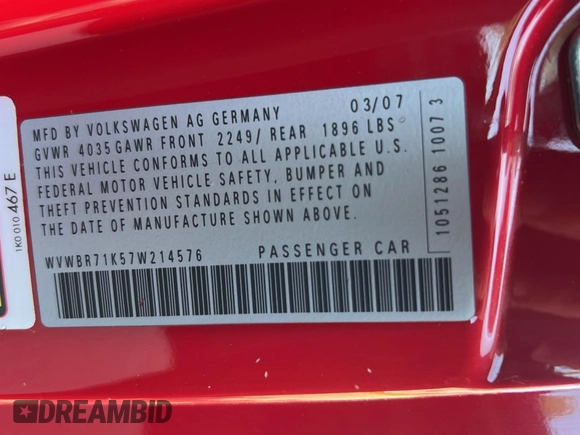 MFD BY VOLKSWAGEN AG GERMANY 03/07
GVWR 4035 GAWR FRONT 2249/ REAR 1896 LBS
THIS VEHICLE CONFORMS TO ALL APPLICABLE U.S.
FEDERAL MOTOR VEHICLE SAFETY, BUMPER AND
THEFT PREVENTION STANDARDS IN EFFECT ON
THE DATE OF MANUFACTURE SHOWN ABOVE.
WVWBR71K57W214576 PASSENGER CAR
1051286 1007 3
1K0 010 467 E
DREAMBID